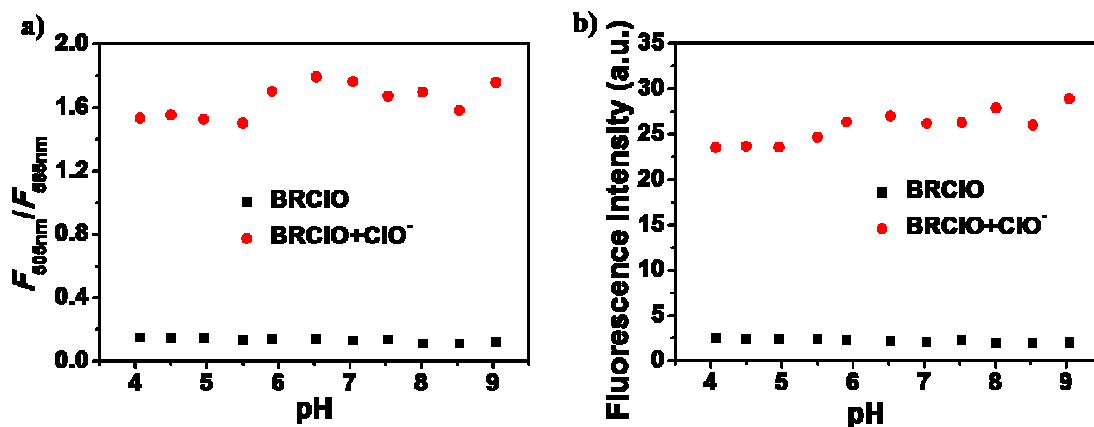 a)
2.0
1.6
1.2
0.8
0.4
0.0
F505nm/F585nm
BRClO
BRClO+ClO-
4 5 6 7 8 9
pH
b)
35
30
25
20
15
10
5
0
Fluorescence Intensity (a.u.)
BRClO
BRClO+ClO-
4 5 6 7 8 9
pH